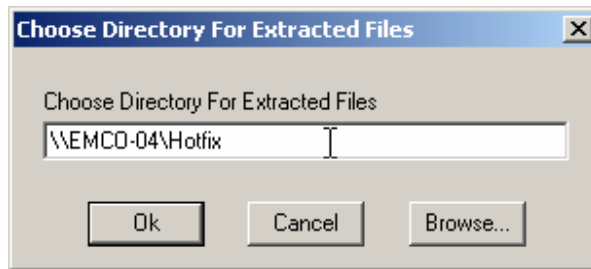 Choose Directory For Extracted Files
Choose Directory For Extracted Files
\\EMCO-04\Hotfix
Ok Cancel Browse...